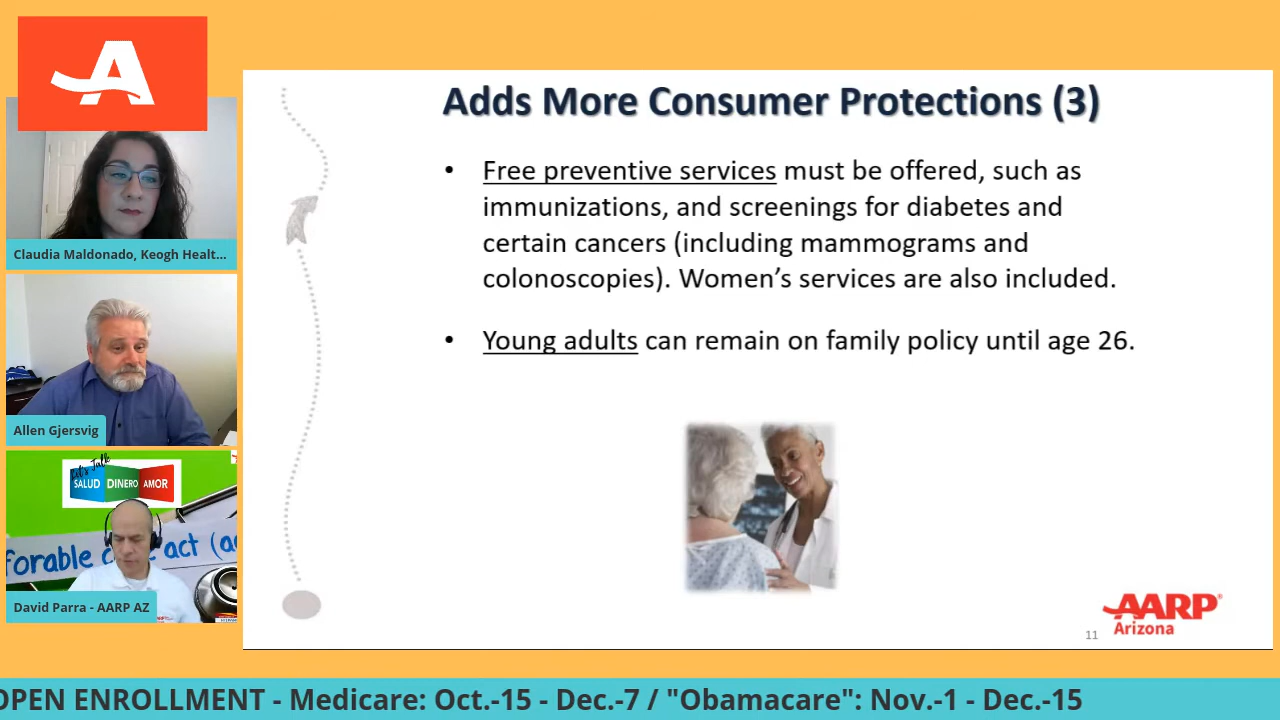 A
Adds More Consumer Protections (3)
• Free preventive services must be offered, such as
immunizations, and screenings for diabetes and
certain cancers (including mammograms and
colonoscopies). Women's services are also included.
• Young adults can remain on family policy until age 26.
AARP®
Arizona
11
Claudia Maldonado, Keogh Healt...
Allen Gjersvig
Let's Talk
SALUD DINERO AMOR
forable c act (a
David Parra - AARP AZ
OPEN ENROLLMENT - Medicare: Oct.-15 - Dec.-7 / "Obamacare": Nov.-1 - Dec.-15